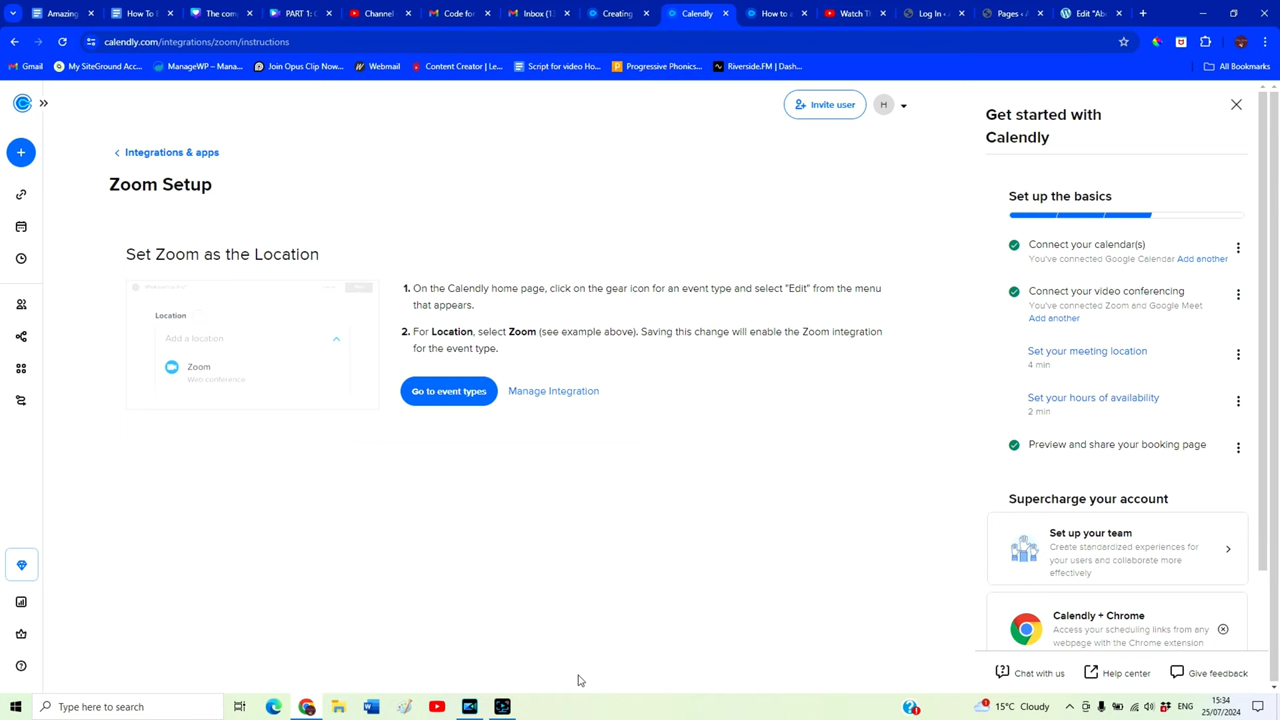 Amazing
How To E
The comp
PART 1: C
Channel
Code for
Inbox (13
Creating
Calendly
How to a
Watch Th
Log In ‹ A
Pages ‹ A
Edit "Abo
calendly.com/integrations/zoom/instructions
Gmail
My SiteGround Acc...
ManageWP – Mana...
Join Opus Clip Now...
Webmail
Content Creator | Le...
Script for video Ho...
Progressive Phonics...
Riverside.FM | Dash...
All Bookmarks
Invite user
H
Get started with
Calendly
Integrations & apps
Zoom Setup
Set up the basics
Set Zoom as the Location
Connect your calendar(s)
You've connected Google Calendar Add another
1. On the Calendly home page, click on the gear icon for an event type and select "Edit" from the menu
that appears.
Connect your video conferencing
You've connected Zoom and Google Meet
Add another
Location
Add a location
Zoom
Web conference
2. For Location, select Zoom (see example above). Saving this change will enable the Zoom integration
for the event type.
Set your meeting location
4 min
Go to event types
Manage Integration
Set your hours of availability
2 min
Preview and share your booking page
Supercharge your account
Set up your team
Create standardized experiences for
your users and collaborate more
effectively
Calendly + Chrome
Access your scheduling links from any
webpage with the Chrome extension
Chat with us
Help center
Give feedback
Type here to search
15°C Cloudy
ENG
15:34
25/07/2024